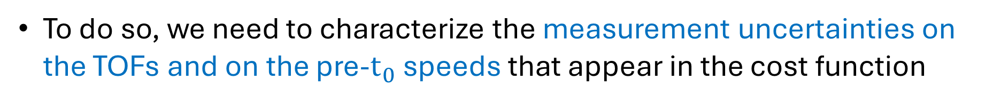 • To do so, we need to characterize the measurement uncertainties on
the TOFs and on the pre-t₀ speeds that appear in the cost function